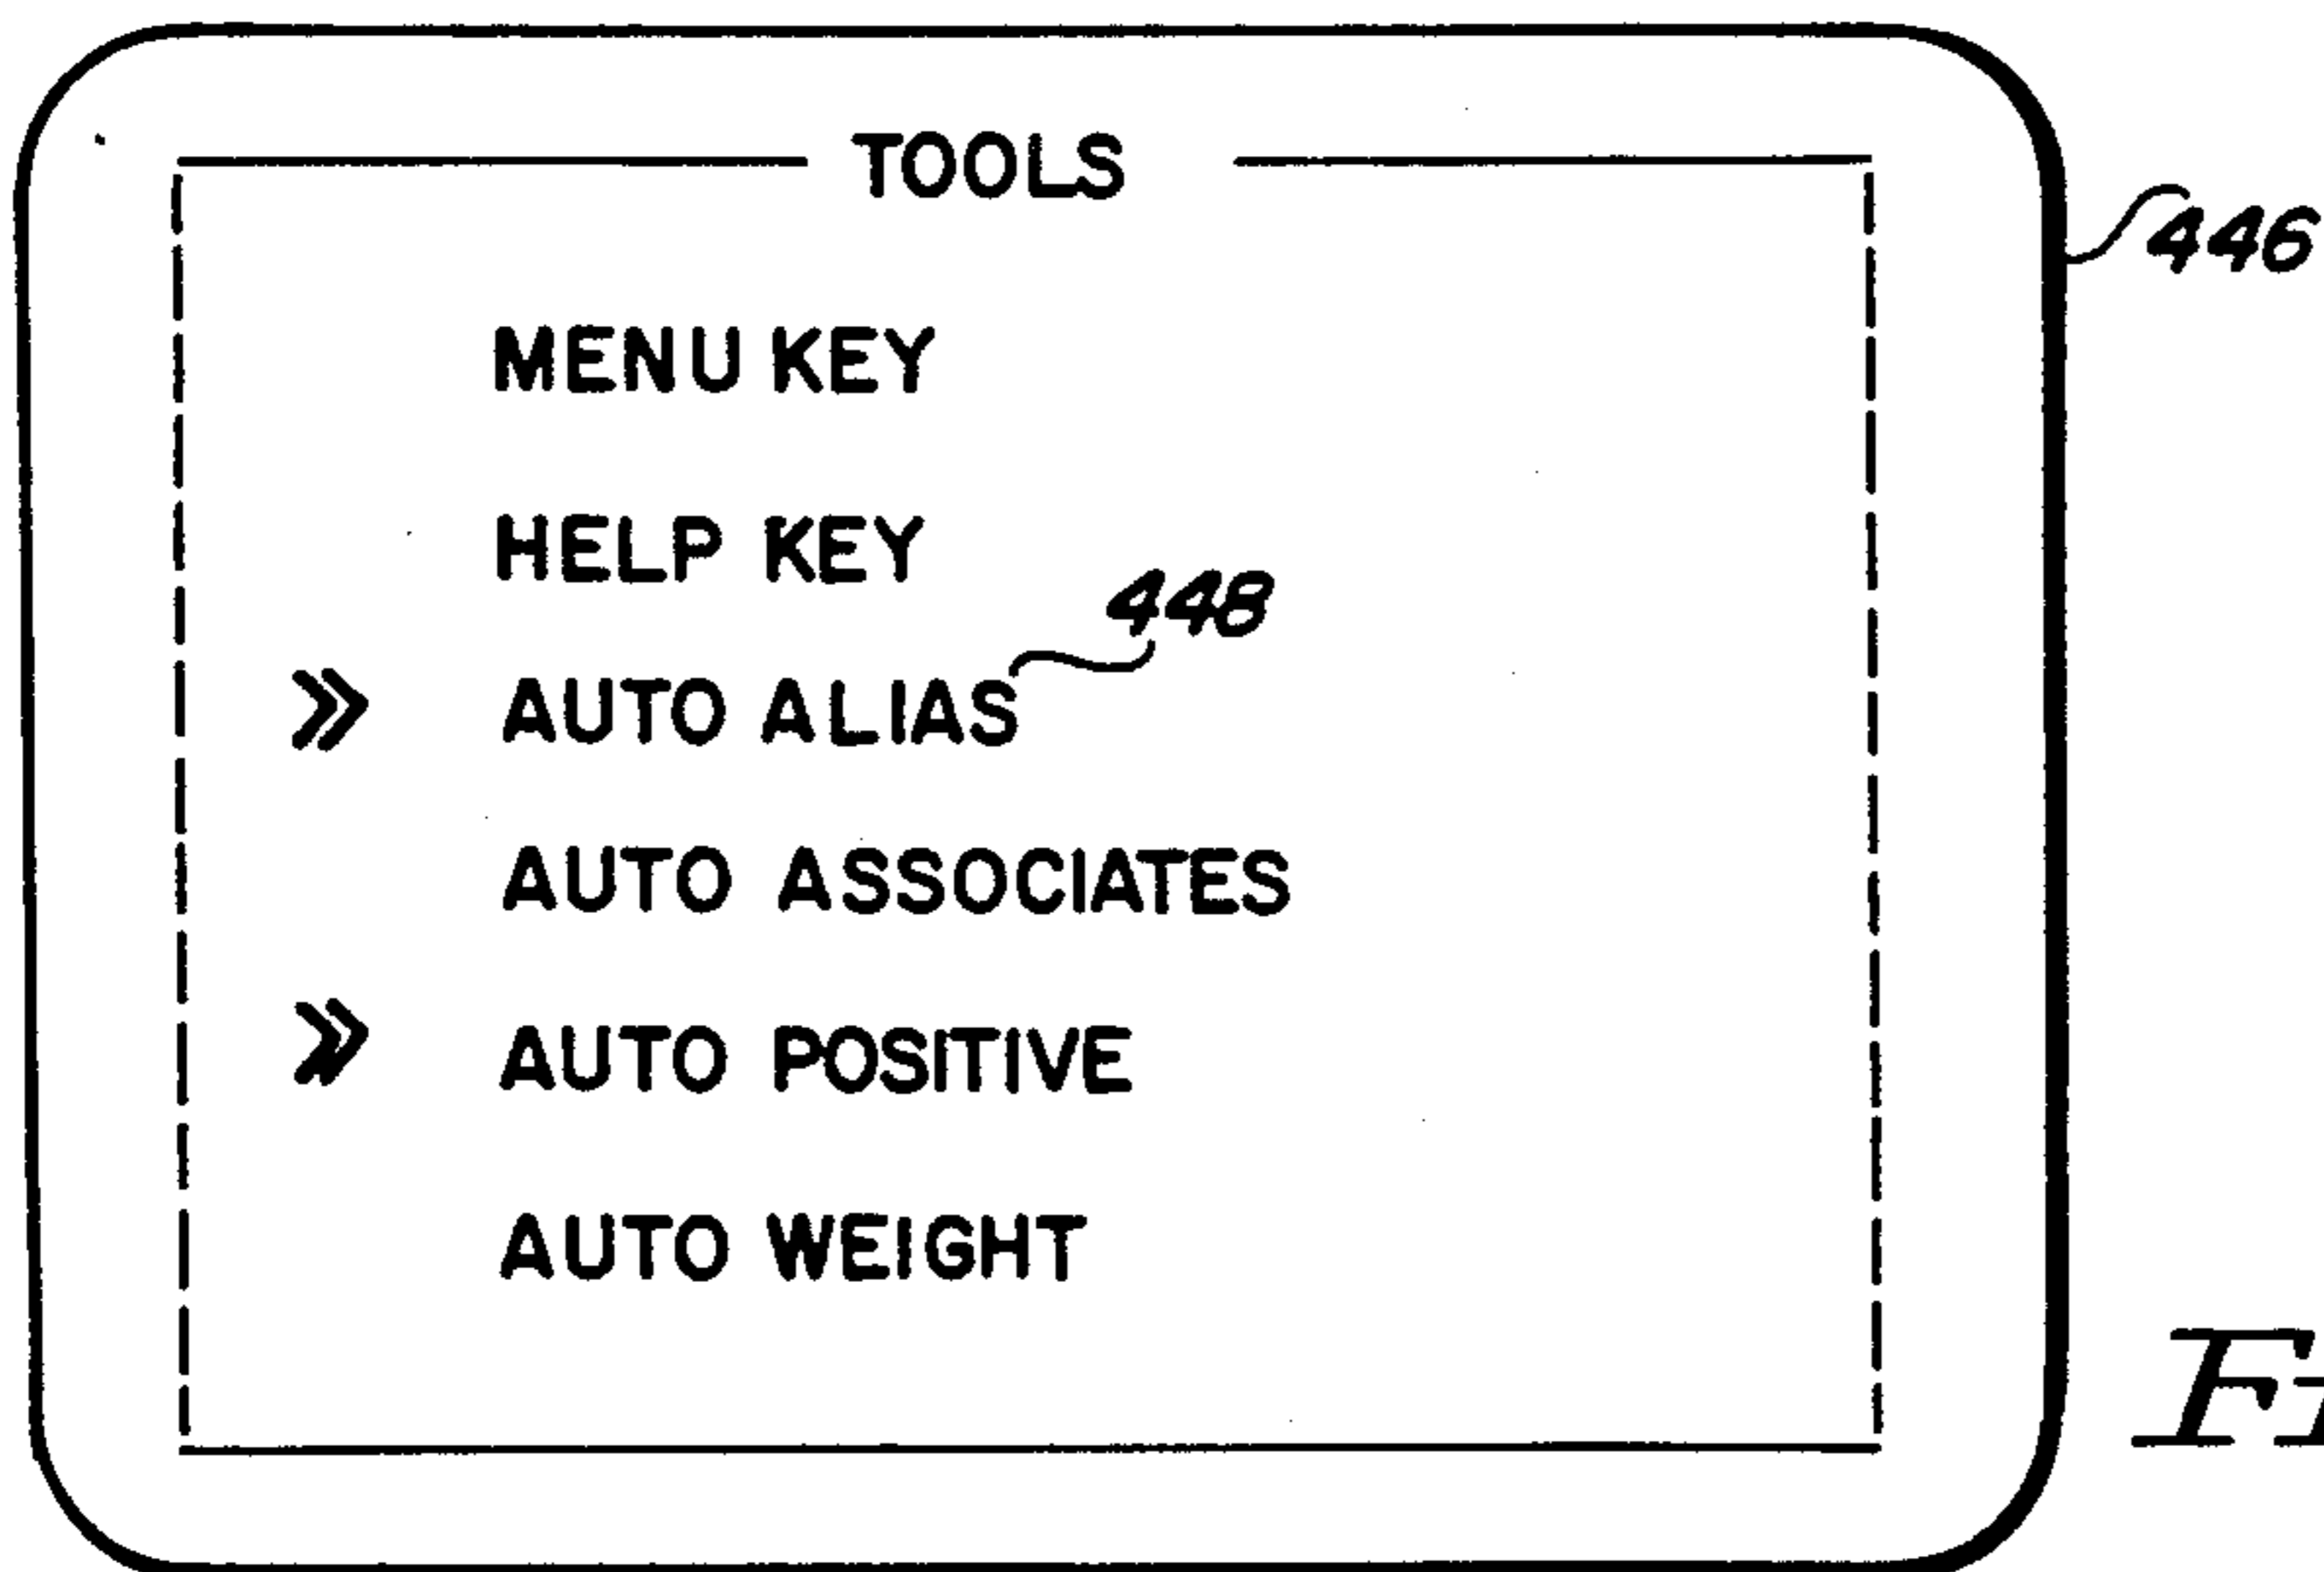 TOOLS
446
MENU KEY
HELP KEY
448
» AUTO ALIAS
AUTO ASSOCIATES
» AUTO POSITIVE
AUTO WEIGHT